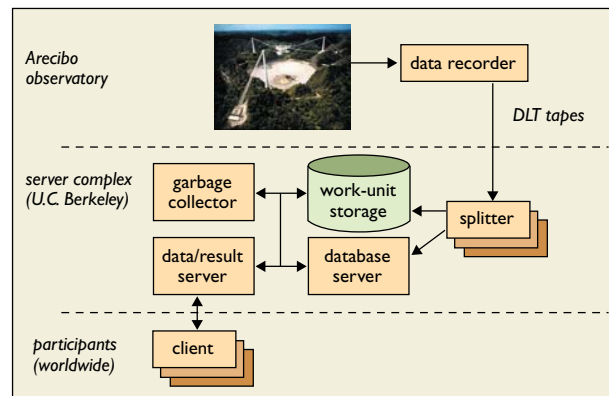 Arecibo
observatory
data recorder
DLT tapes
server complex
(U.C. Berkeley)
garbage
collector
work-unit
storage
splitter
data/result
server
database
server
participants
(worldwide)
client